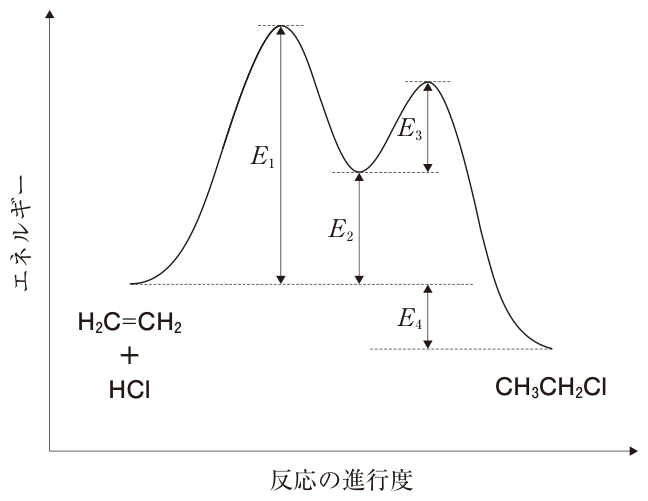 エネルギー
E₁
E₂
E₃
E₄
H₂C=CH₂
+
HCl
CH₃CH₂Cl
反応の進行度